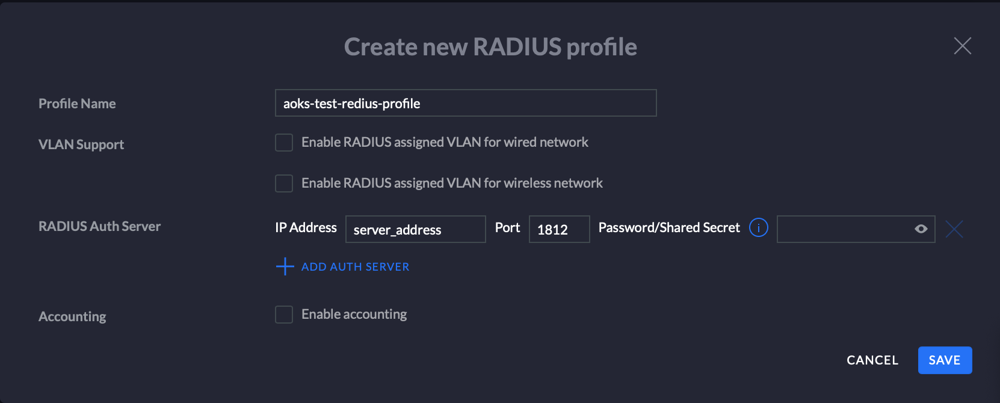 Create new RADIUS profile
Profile Name aoks-test-redius-profile
VLAN Support Enable RADIUS assigned VLAN for wired network
Enable RADIUS assigned VLAN for wireless network
RADIUS Auth Server IP Address server_address Port 1812 Password/Shared Secret i
ADD AUTH SERVER
Accounting Enable accounting
CANCEL SAVE